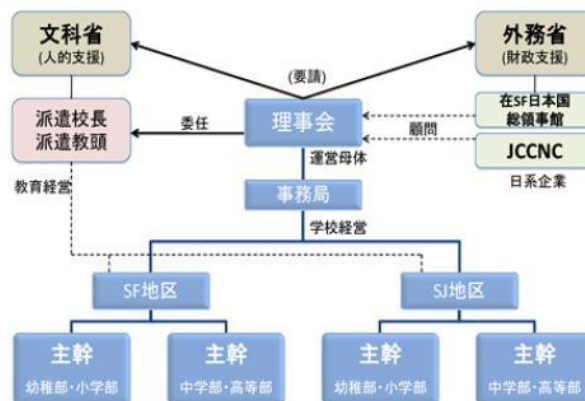 文科省
(人的支援)
外務省
(財政支援)
(要請)
派遣校長
派遣教頭
委任
理事会
顧問
在SF日本国
総領事館
JCCNC
日系企業
運営母体
教育経営
事務局
学校経営
SF地区
SJ地区
主幹
幼稚部・小学部
主幹
中学部・高等部
主幹
幼稚部・小学部
主幹
中学部・高等部